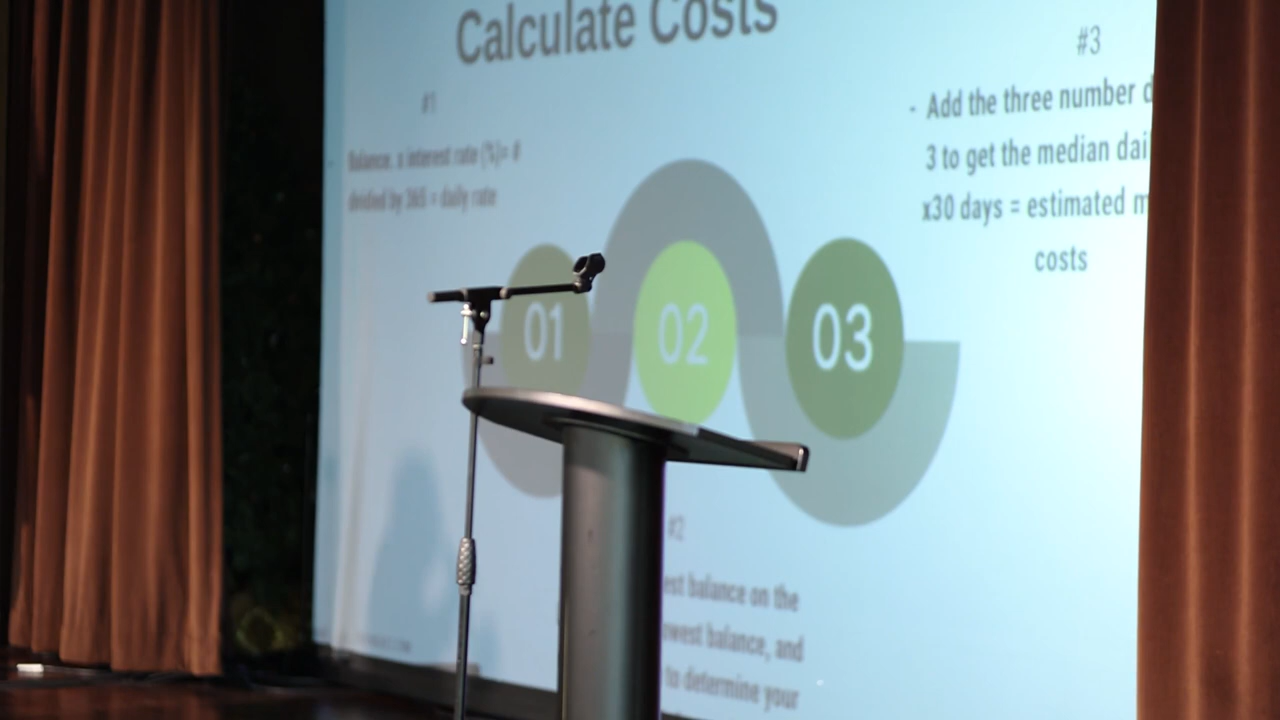 Calculate Costs
#1
Balance, a interest rate (%)= #
divided by 365 = daily rate
#3
- Add the three number d
3 to get the median dai
x30 days = estimated m
costs
01
02
03
#2
est balance on the
owest balance, and
to determine your